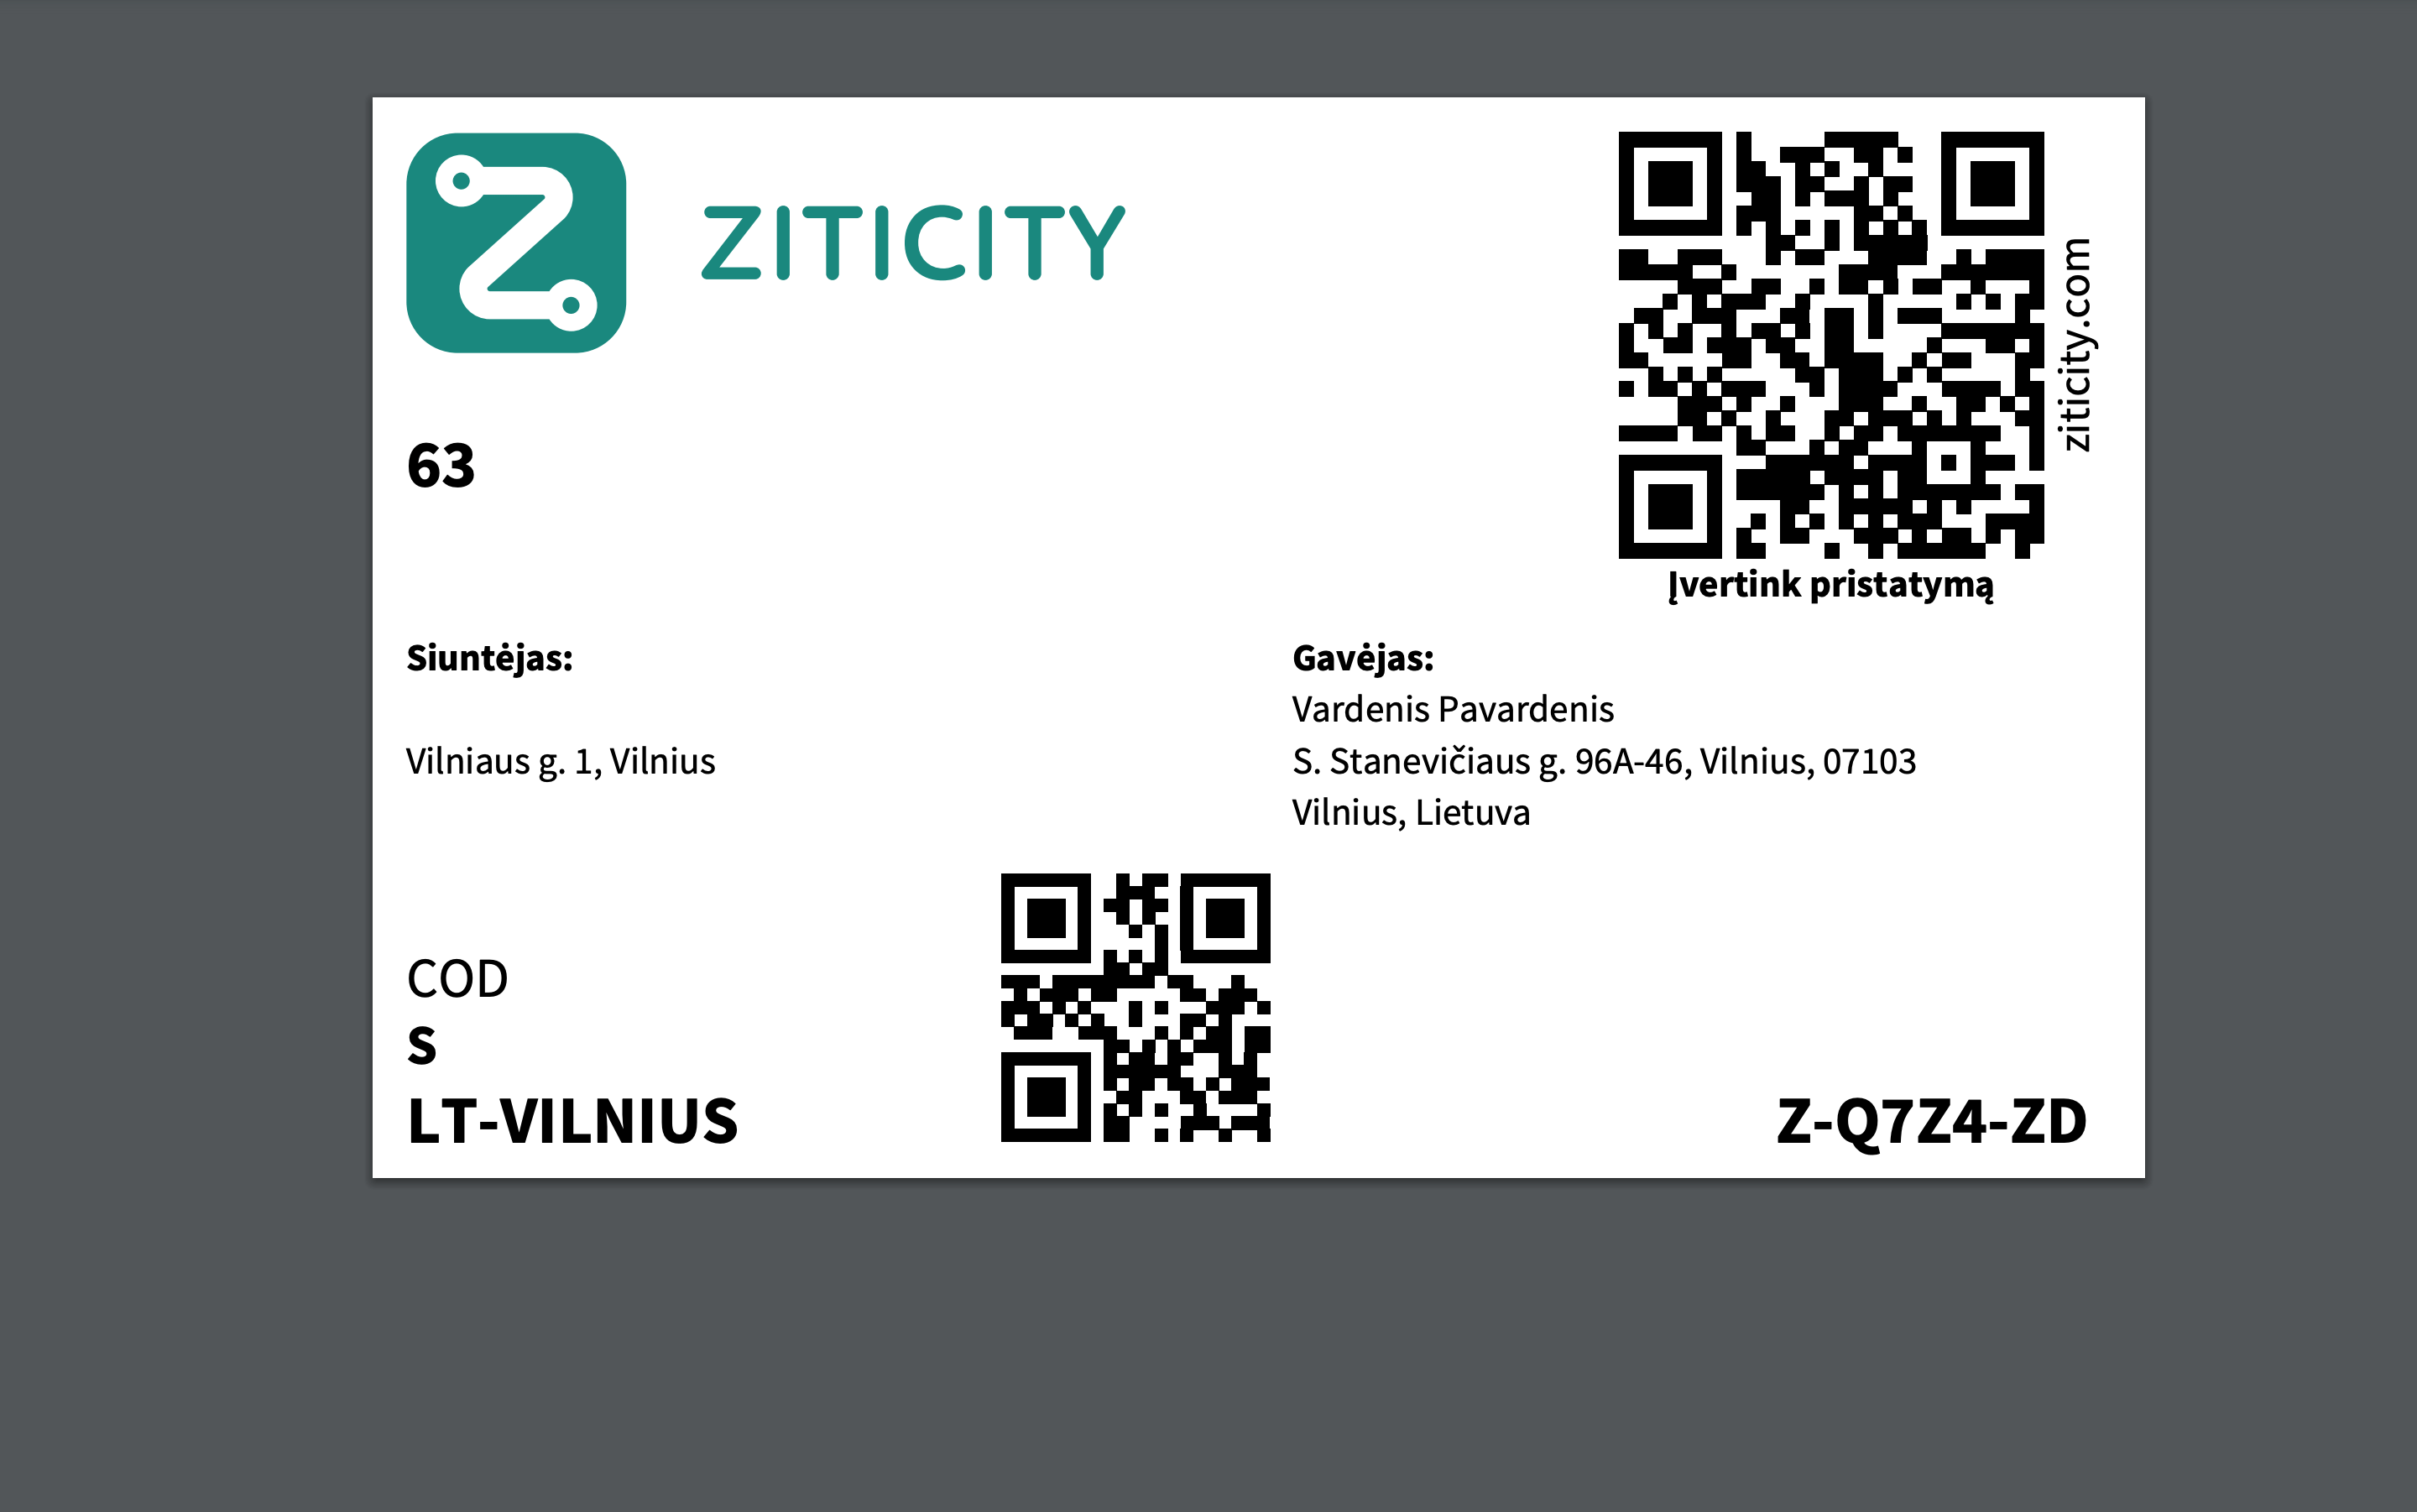 ZITICITY
ziticity.com
63
Įvertink pristatymą
Siuntėjas:
Vilniaus g. 1, Vilnius
Gavėjas:
Vardenis Pavardenis
S. Stanevičiaus g. 96A-46, Vilnius, 07103
Vilnius, Lietuva
COD
S
LT-VILNIUS
Z-Q7Z4-ZD